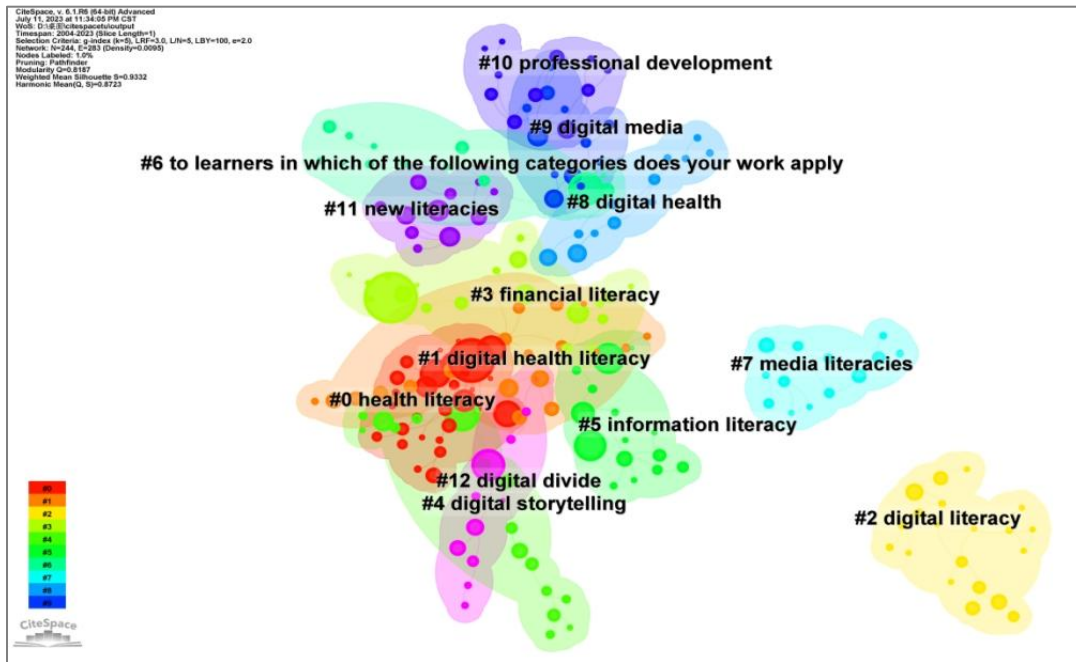 CiteSpace, v. 6.1.R6 (64-bit) Advanced
July 11, 2023 at 11:34:05 PM CST
WoS: D:\桌面\citespacets\output
Timespan: 2004-2023 (Slice Length=1)
Selection Criteria: g-index (k=5), LRF=3.0, L/N=5, LBY=100, e=2.0
Network: N=244, E=283 (Density=0.0095)
Nodes Labeled: 1.0%
Pruning: Pathfinder
Modularity Q=0.8187
Weighted Mean Silhouette S=0.9332
Harmonic Mean(Q, S)=0.8723
#10 professional development
#9 digital media
#6 to learners in which of the following categories does your work apply
#11 new literacies
#8 digital health
#3 financial literacy
#1 digital health literacy
#7 media literacies
#0 health literacy
#5 information literacy
#12 digital divide
#4 digital storytelling
#2 digital literacy
#0
#1
#2
#3
#4
#5
#6
#7
#8
#9
CiteSpace